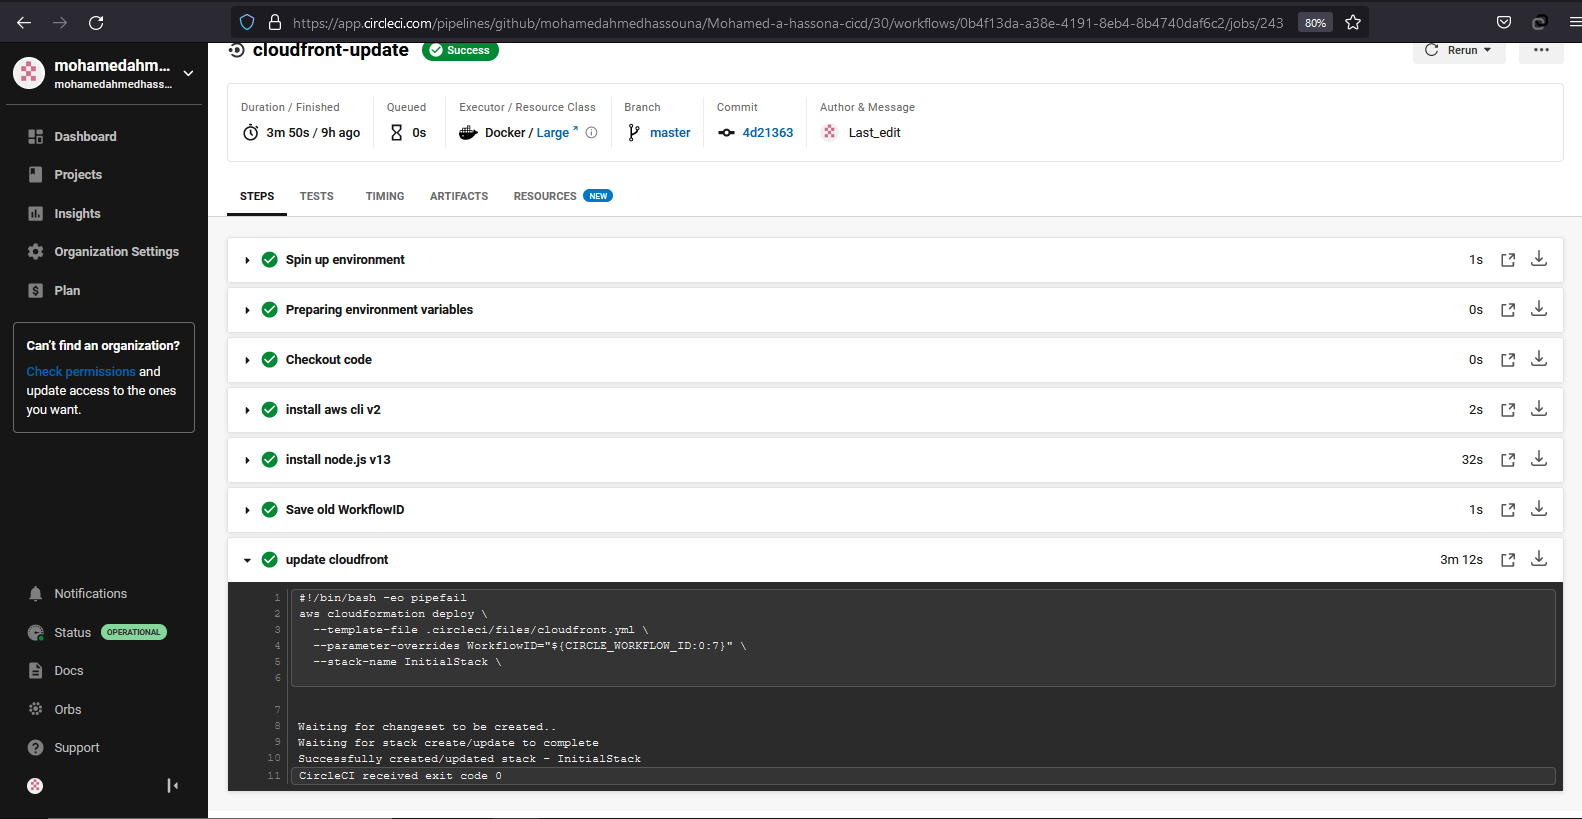 https://app.circleci.com/pipelines/github/mohamedahmedhassouna/Mohamed-a-hassona-cicd/30/workflows/0b4f13da-a38e-4191-8eb4-8b4740daf6c2/jobs/243
80%
mohamedahm...
mohamedahmedhass...
Dashboard
Projects
Insights
Organization Settings
Plan
Can't find an organization?
Check permissions and
update access to the ones
you want.
Notifications
Status OPERATIONAL
Docs
Orbs
Support
cloudfront-update Success
Rerun
Duration / Finished
3m 50s / 9h ago
Queued
0s
Executor / Resource Class
Docker / Large
Branch
master
Commit
4d21363
Author & Message
Last_edit
STEPS TESTS TIMING ARTIFACTS RESOURCES NEW
Spin up environment 1s
Preparing environment variables 0s
Checkout code 0s
install aws cli v2 2s
install node.js v13 32s
Save old WorkflowID 1s
update cloudfront 3m 12s
1 #!/bin/bash -eo pipefail
2 aws cloudformation deploy \
3 --template-file .circleci/files/cloudfront.yml \
4 --parameter-overrides WorkflowID="${CIRCLE_WORKFLOW_ID:0:7}" \
5 --stack-name InitialStack \
6
7
8 Waiting for changeset to be created..
9 Waiting for stack create/update to complete
10 Successfully created/updated stack - InitialStack
11 CircleCI received exit code 0